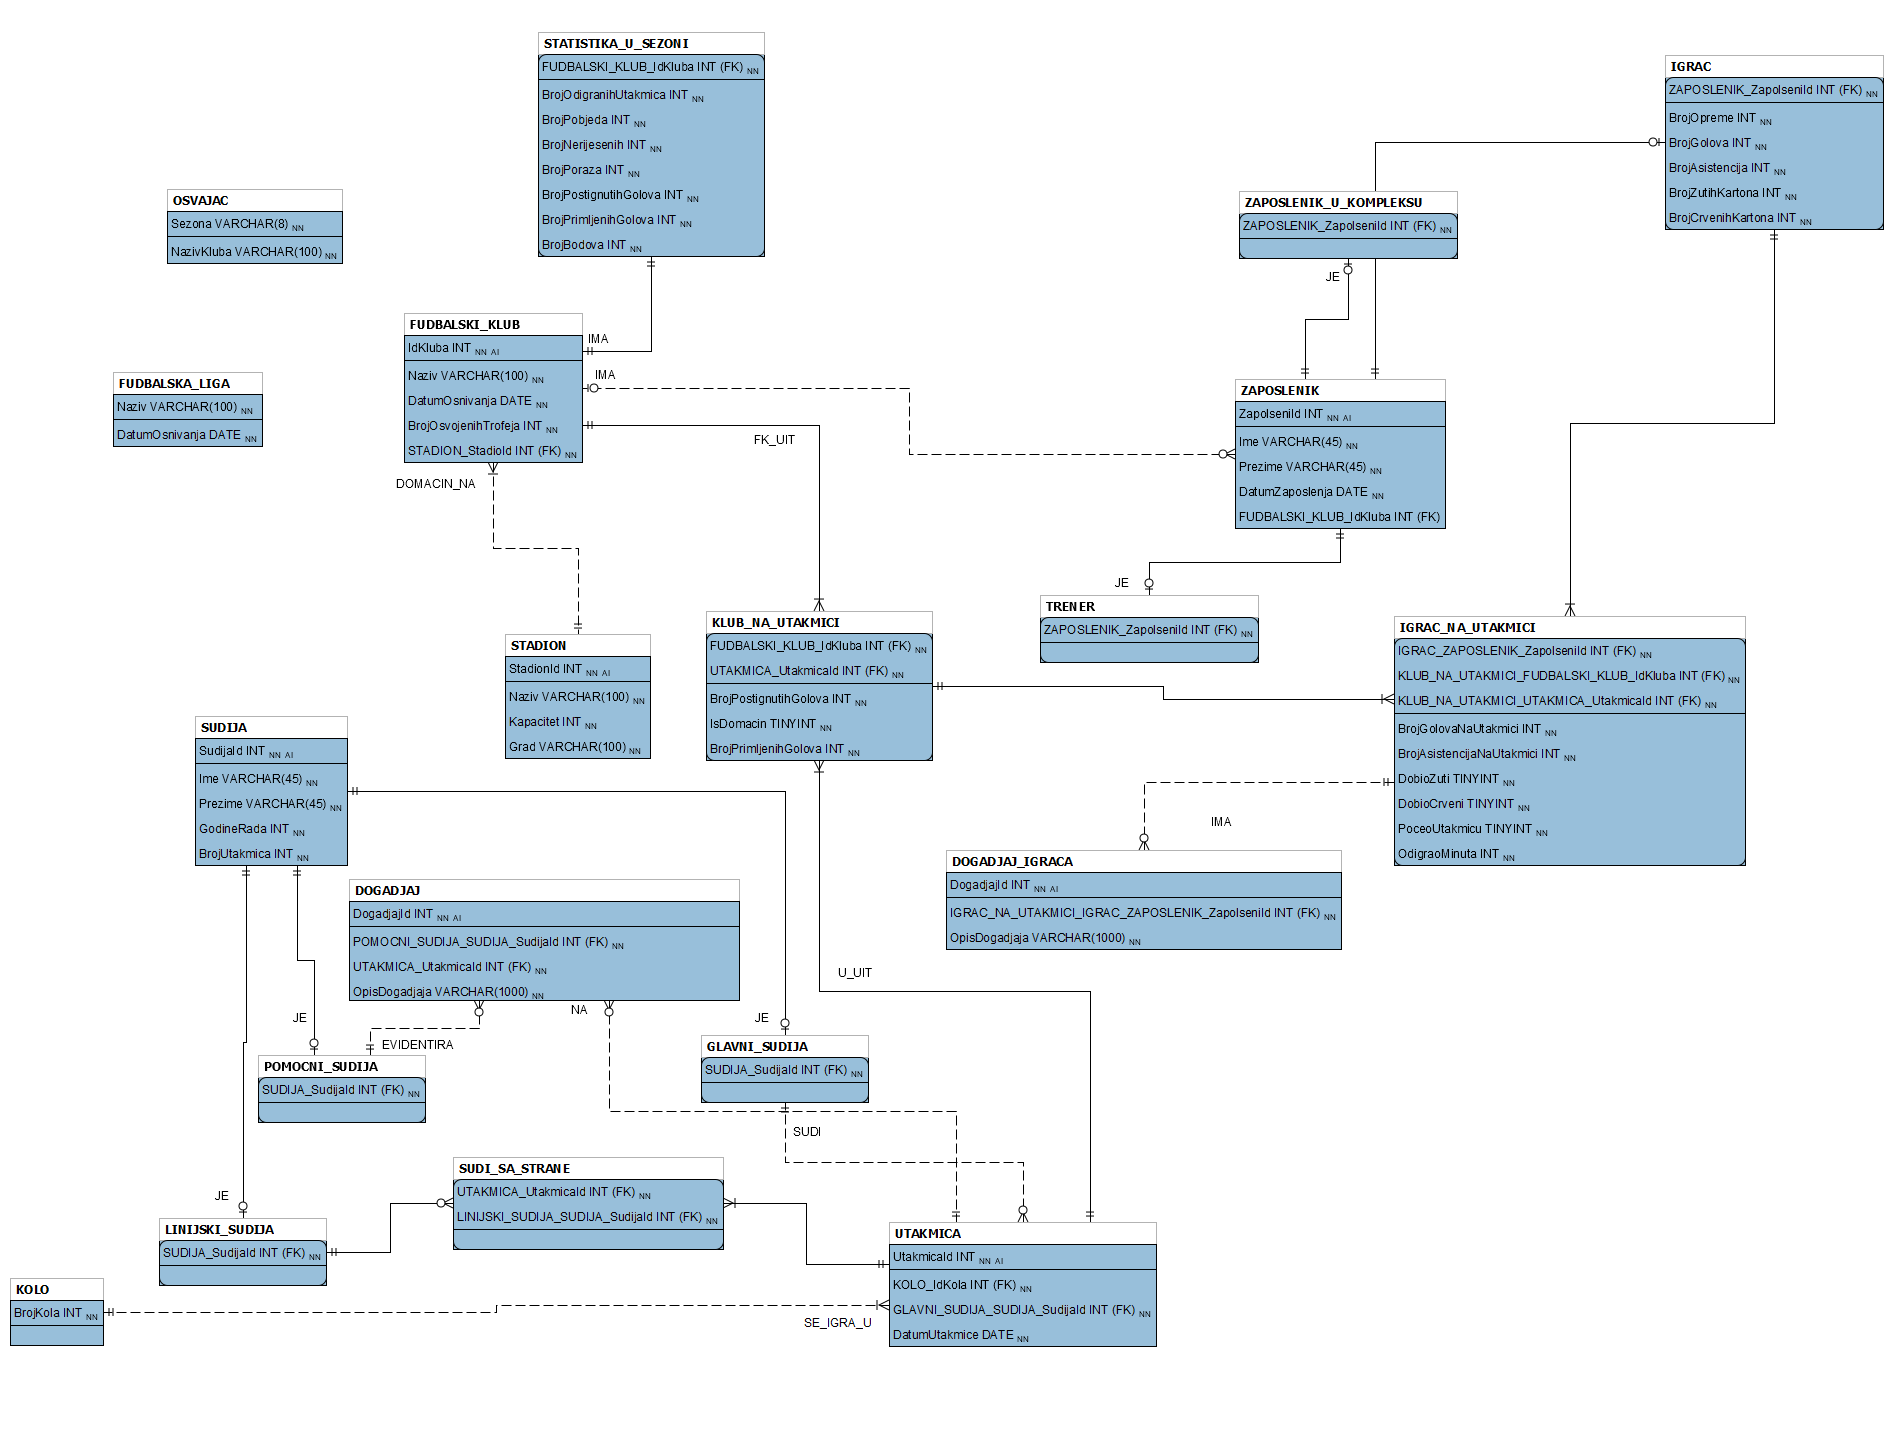 STATISTIKA_U_SEZONI
FUDBALSKI_KLUB_IdKluba INT (FK) NN
BrojOdigranihUtakmica INT NN
BrojPobjeda INT NN
BrojNerijesenih INT NN
BrojPoraza INT NN
BrojPostignutihGolova INT NN
BrojPrimljenihGolova INT NN
BrojBodova INT NN
IGRAC
ZAPOSLENIK_ZapolseniId INT (FK) NN
BrojOpreme INT NN
BrojGolova INT NN
BrojAsistencija INT NN
BrojZutihKartona INT NN
BrojCrvenihKartona INT NN
OSVAJAC
Sezona VARCHAR(8) NN
NazivKluba VARCHAR(100) NN
ZAPOSLENIK_U_KOMPLEKSU
ZAPOSLENIK_ZapolseniId INT (FK) NN
JE
FUDBALSKI_KLUB
IdKluba INT NN AI
Naziv VARCHAR(100) NN
DatumOsnivanja DATE NN
BrojOsvojenihTrofeja INT NN
STADION_StadioId INT (FK) NN
IMA
IMA
FK_UIT
DOMACIN_NA
FUDBALSKA_LIGA
Naziv VARCHAR(100) NN
DatumOsnivanja DATE NN
ZAPOSLENIK
ZapolseniId INT NN AI
Ime VARCHAR(45) NN
Prezime VARCHAR(45) NN
DatumZaposlenja DATE NN
FUDBALSKI_KLUB_IdKluba INT (FK)
JE
TRENER
ZAPOSLENIK_ZapolseniId INT (FK) NN
STADION
StadionId INT NN AI
Naziv VARCHAR(100) NN
Kapacitet INT NN
Grad VARCHAR(100) NN
KLUB_NA_UTAKMICI
FUDBALSKI_KLUB_IdKluba INT (FK) NN
UTAKMICA_UtakmicaId INT (FK) NN
BrojPostignutihGolova INT NN
IsDomacin TINYINT NN
BrojPrimljenihGolova INT NN
IGRAC_NA_UTAKMICI
IGRAC_ZAPOSLENIK_ZapolseniId INT (FK) NN
KLUB_NA_UTAKMICI_FUDBALSKI_KLUB_IdKluba INT (FK) NN
KLUB_NA_UTAKMICI_UTAKMICA_UtakmicaId INT (FK) NN
BrojGolovaNaUtakmici INT NN
BrojAsistencijaNaUtakmici INT NN
DobioZuti TINYINT NN
DobioCrveni TINYINT NN
PoceoUtakmicu TINYINT NN
OdigraoMinuta INT NN
SUDIJA
SudijaId INT NN AI
Ime VARCHAR(45) NN
Prezime VARCHAR(45) NN
GodineRada INT NN
BrojUtakmica INT NN
IMA
DOGADJAJ_IGRACA
DogadjajId INT NN AI
IGRAC_NA_UTAKMICI_IGRAC_ZAPOSLENIK_ZapolseniId INT (FK) NN
OpisDogadjaja VARCHAR(1000) NN
DOGADJAJ
DogadjajId INT NN AI
POMOCNI_SUDIJA_SUDIJA_SudijaId INT (FK) NN
UTAKMICA_UtakmicaId INT (FK) NN
OpisDogadjaja VARCHAR(1000) NN
U_UIT
NA
JE
JE
EVIDENTIRA
POMOCNI_SUDIJA
SUDIJA_SudijaId INT (FK) NN
GLAVNI_SUDIJA
SUDIJA_SudijaId INT (FK) NN
SUDI
SUDI_SA_STRANE
UTAKMICA_UtakmicaId INT (FK) NN
LINIJSKI_SUDIJA_SUDIJA_SudijaId INT (FK) NN
JE
LINIJSKI_SUDIJA
SUDIJA_SudijaId INT (FK) NN
UTAKMICA
UtakmicaId INT NN AI
KOLO_IdKola INT (FK) NN
GLAVNI_SUDIJA_SUDIJA_SudijaId INT (FK) NN
DatumUtakmice DATE NN
KOLO
BrojKola INT NN
SE_IGRA_U